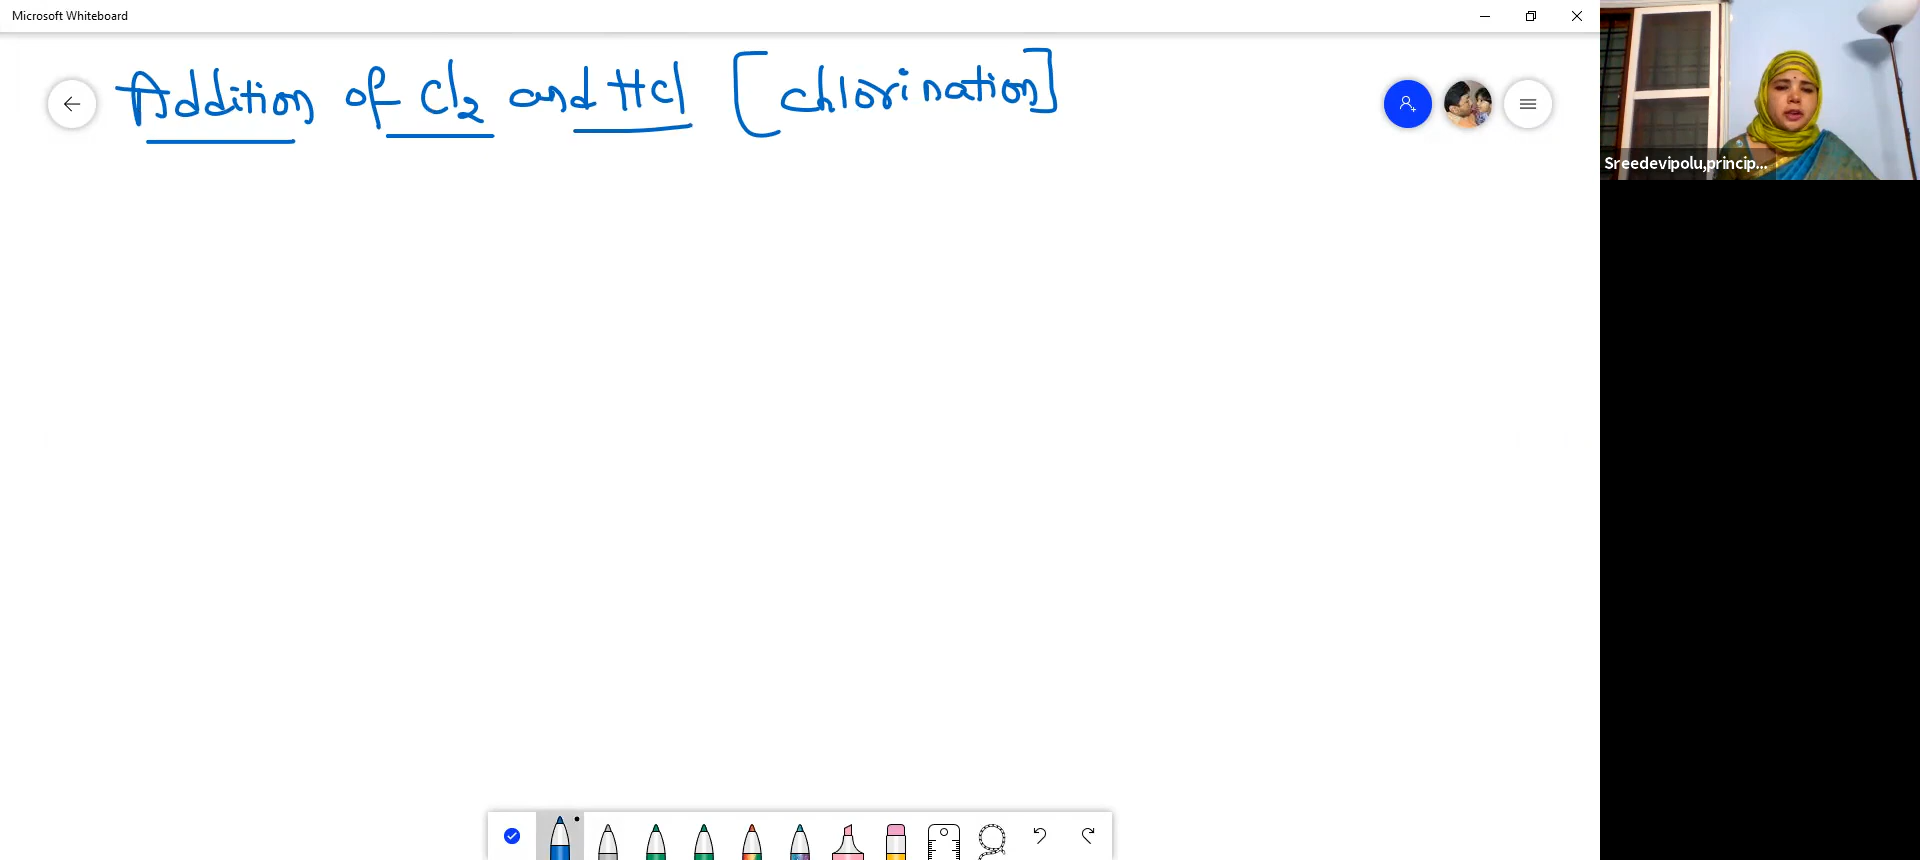 Microsoft Whiteboard
Addition of Cl2 and HCl [chlorination]
Sreedevipolu,princip...